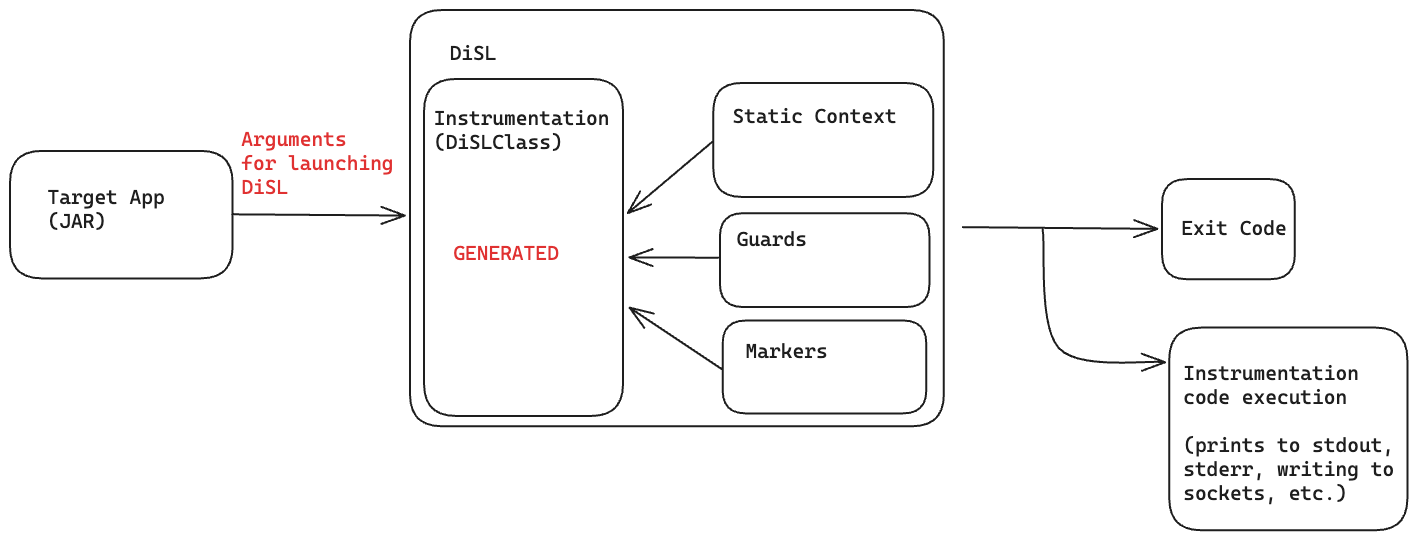 DiSL
Instrumentation
(DiSLClass)
Static Context
Arguments
for launching
DiSL
Target App
(JAR)
GENERATED
Guards
Markers
Exit Code
Instrumentation
code execution
(prints to stdout,
stderr, writing to
sockets, etc.)